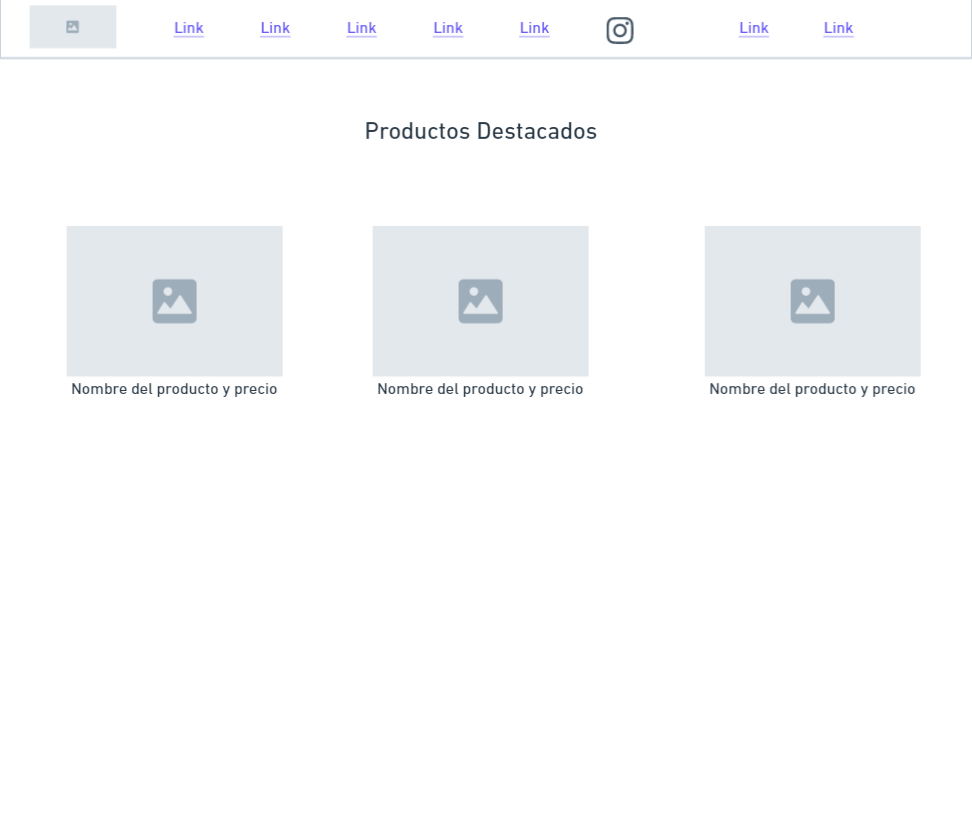 Link Link Link Link Link Link Link
Productos Destacados
Nombre del producto y precio Nombre del producto y precio Nombre del producto y precio